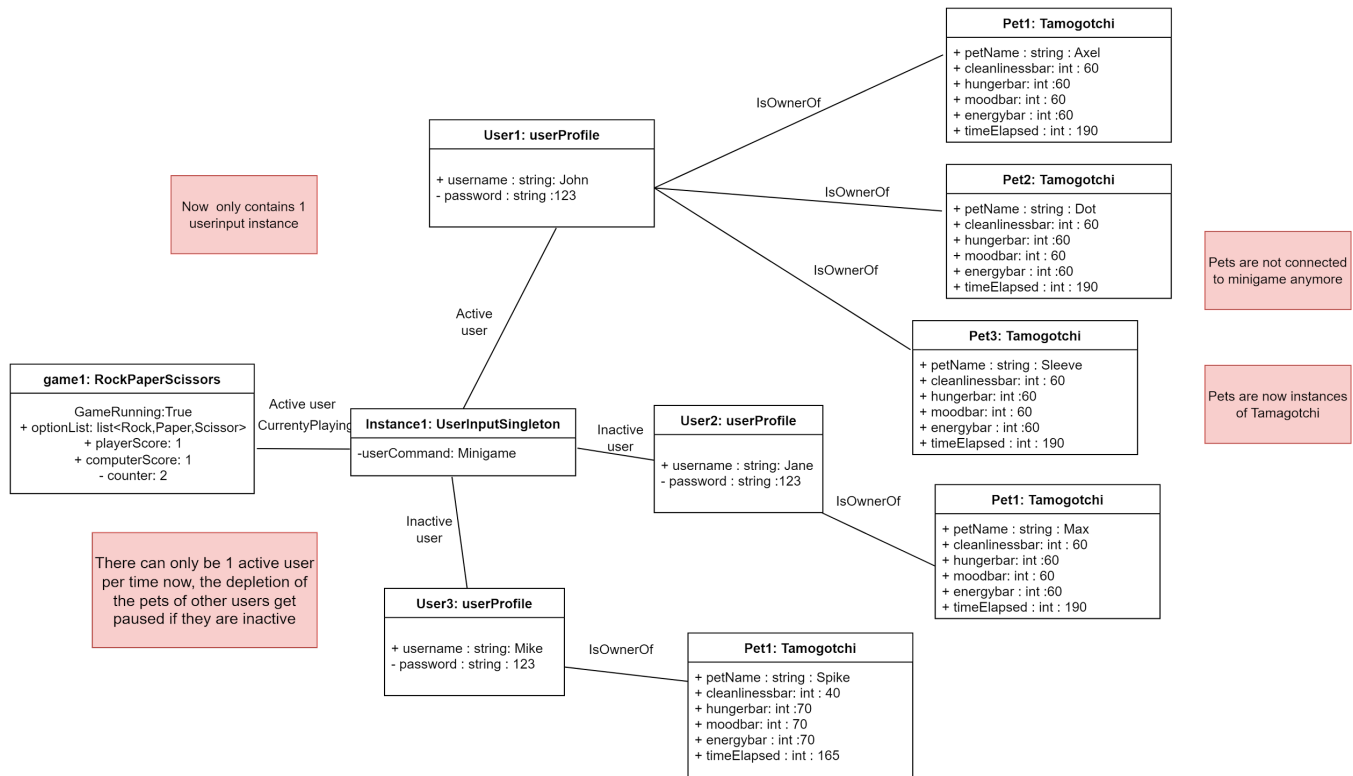 Pet1: Tamogotchi
+ petName : string : Axel
+ cleanlinessbar: int : 60
+ hungerbar: int :60
+ moodbar: int : 60
+ energybar : int :60
+ timeElapsed : int : 190
IsOwnerOf
User1: userProfile
+ username : string: John
- password : string :123
Pet2: Tamogotchi
+ petName : string : Dot
+ cleanlinessbar: int : 60
+ hungerbar: int :60
+ moodbar: int : 60
+ energybar : int :60
+ timeElapsed : int : 190
IsOwnerOf
Now only contains 1
userinput instance
Pets are not connected
to minigame anymore
IsOwnerOf
Active
user
Pet3: Tamogotchi
+ petName : string : Sleeve
+ cleanlinessbar: int : 60
+ hungerbar: int :60
+ moodbar: int : 60
+ energybar : int :60
+ timeElapsed : int : 190
Pets are now instances
of Tamagotchi
game1: RockPaperScissors
GameRunning:True
+ optionList: list<Rock,Paper,Scissor>
+ playerScore: 1
+ computerScore: 1
- counter: 2
Active user
CurrentyPlaying
Instance1: UserInputSingleton
-userCommand: Minigame
Inactive
user
User2: userProfile
+ username : string: Jane
- password : string :123
IsOwnerOf
Pet1: Tamogotchi
+ petName : string : Max
+ cleanlinessbar: int : 60
+ hungerbar: int :60
+ moodbar: int : 60
+ energybar : int :60
+ timeElapsed : int : 190
Inactive
user
There can only be 1 active user
per time now, the depletion of
the pets of other users get
paused if they are inactive
User3: userProfile
+ username : string: Mike
- password : string : 123
IsOwnerOf
Pet1: Tamogotchi
+ petName : string : Spike
+ cleanlinessbar: int : 40
+ hungerbar: int :70
+ moodbar: int : 70
+ energybar : int :70
+ timeElapsed : int : 165